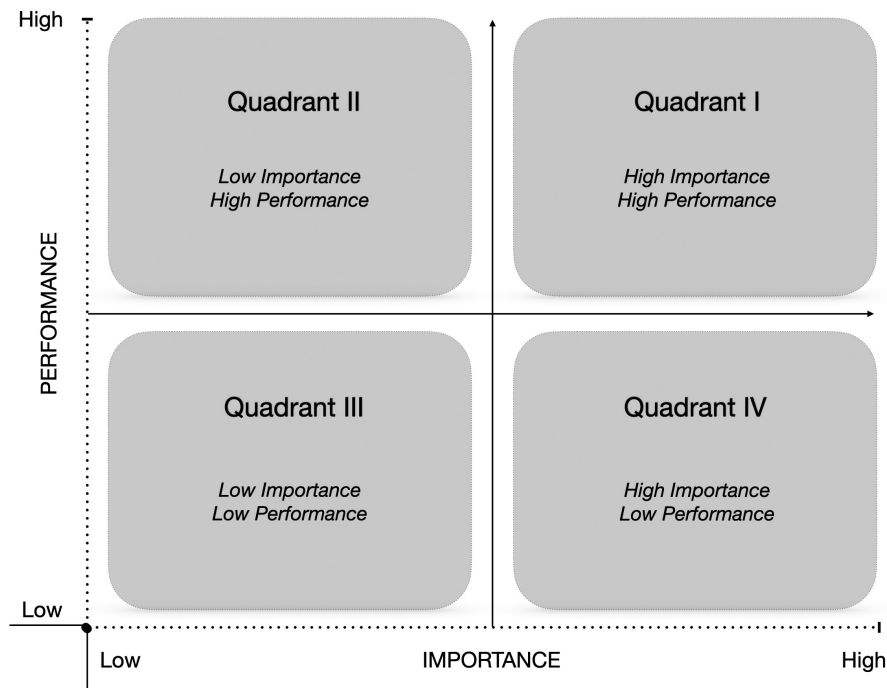 High
Quadrant II
Low Importance
High Performance
Quadrant I
High Importance
High Performance
PERFORMANCE
Quadrant III
Low Importance
Low Performance
Quadrant IV
High Importance
Low Performance
Low
Low
IMPORTANCE
High